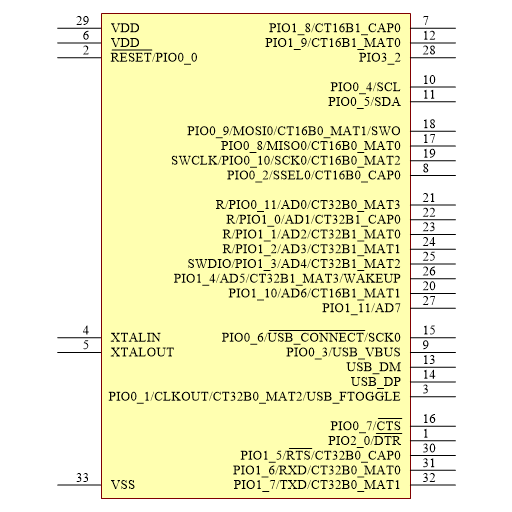 29 VDD PIO1_8/CT16B1_CAP0 7
6 VDD PIO1_9/CT16B1_MAT0 12
2 RESET/PIO0_0 PIO3_2 28
PIO0_4/SCL 10
PIO0_5/SDA 11
PIO0_9/MOSI0/CT16B0_MAT1/SWO 18
PIO0_8/MISO0/CT16B0_MAT0 17
SWCLK/PIO0_10/SCK0/CT16B0_MAT2 19
PIO0_2/SSEL0/CT16B0_CAP0 8
R/PIO0_11/AD0/CT32B0_MAT3 21
R/PIO1_0/AD1/CT32B1_CAP0 22
R/PIO1_1/AD2/CT32B1_MAT0 23
R/PIO1_2/AD3/CT32B1_MAT1 24
SWDIO/PIO1_3/AD4/CT32B1_MAT2 25
PIO1_4/AD5/CT32B1_MAT3/WAKEUP 26
PIO1_10/AD6/CT16B1_MAT1 20
PIO1_11/AD7 27
4 XTALIN PIO0_6/USB_CONNECT/SCK0 15
5 XTALOUT PIO0_3/USB_VBUS 9
USB_DM 13
USB_DP 14
PIO0_1/CLKOUT/CT32B0_MAT2/USB_FTOGGLE 3
PIO0_7/CTS 16
PIO2_0/DTR 1
PIO1_5/RTS/CT32B0_CAP0 30
PIO1_6/RXD/CT32B0_MAT0 31
33 VSS PIO1_7/TXD/CT32B0_MAT1 32